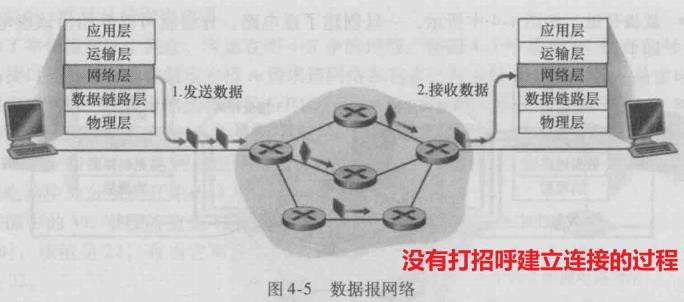 应用层
运输层
网络层
数据链路层
物理层
1.发送数据
2.接收数据
应用层
运输层
网络层
数据链路层
物理层
没有打招呼建立连接的过程
图 4-5 数据报网络